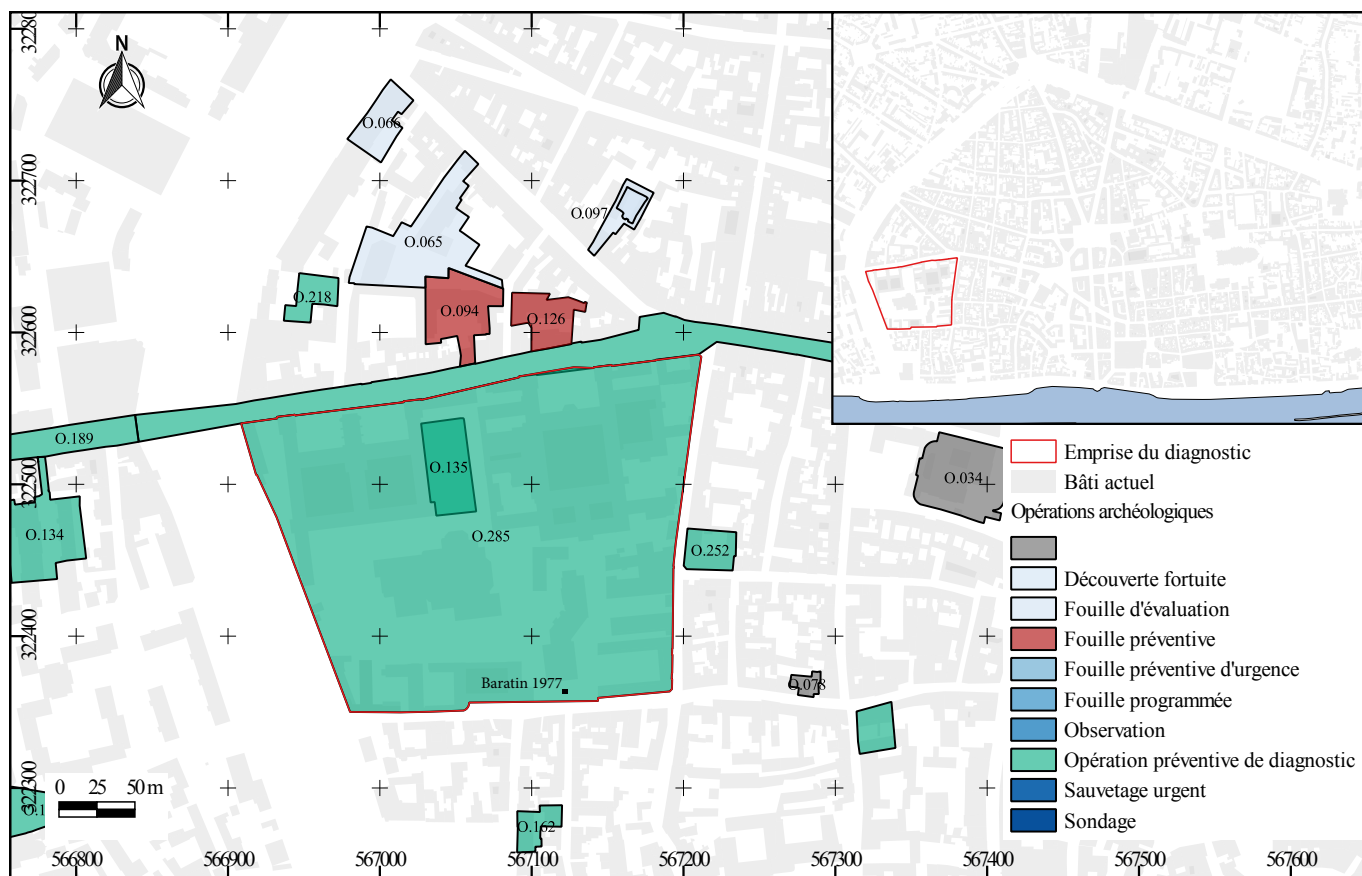 N
O.066
O.097
O.065
O.218
O.094
O.126
O.189
O.135
O.034
O.134
O.285
O.252
Baratin 1977
O.078
O.1
O.162
0 25 50 m
32280
322700
322600
322500
322400
322300
566800 566900 567000 567100 567200 567300 567400 567500 567600
Emprise du diagnostic
Bâti actuel
Opérations archéologiques
Découverte fortuite
Fouille d'évaluation
Fouille préventive
Fouille préventive d'urgence
Fouille programmée
Observation
Opération préventive de diagnostic
Sauvetage urgent
Sondage